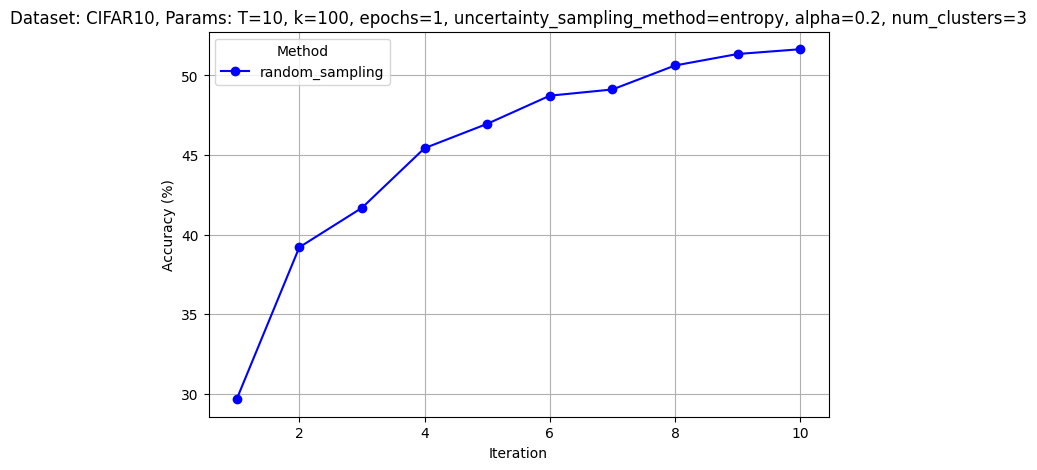 Dataset: CIFAR10, Params: T=10, k=100, epochs=1, uncertainty_sampling_method=entropy, alpha=0.2, num_clusters=3
Method
random_sampling
Accuracy (%)
50
45
40
35
30
2 4 6 8 10
Iteration